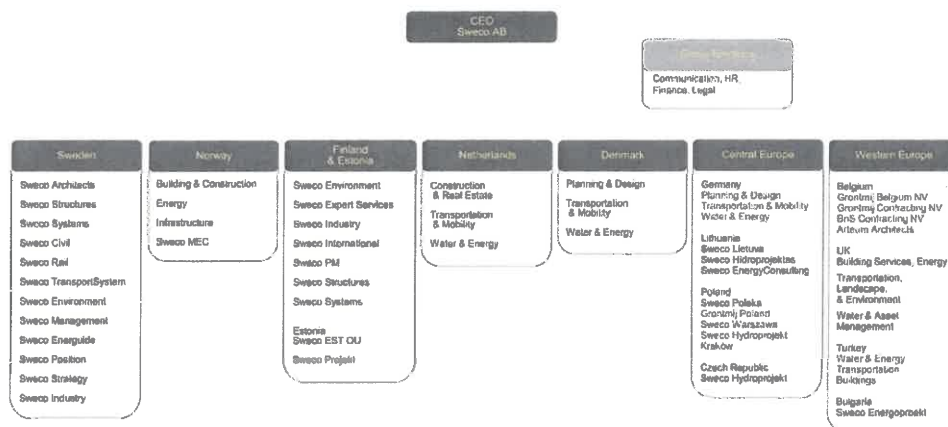 CEO
Sweco AB
Group functions
Communication, HR,
Finance, Legal
Sweden
Sweco Architects
Sweco Structures
Sweco Systems
Sweco Civil
Sweco Rail
Sweco TransportSystem
Sweco Environment
Sweco Management
Sweco Energuide
Sweco Position
Sweco Strategy
Sweco Industry
Norway
Building & Construction
Energy
Infrastructure
Sweco MEC
Finland
& Estonia
Sweco Environment
Sweco Expert Services
Sweco Industry
Sweco International
Sweco PM
Sweco Structures
Sweco Systems
Estonia
Sweco EST OU
Sweco Projekt
Netherlands
Construction
& Real Estate
Transportation
& Mobility
Water & Energy
Denmark
Planning & Design
Transportation
& Mobility
Water & Energy
Central Europe
Germany
Planning & Design
Transportation & Mobility
Water & Energy
Lithuania
Sweco Lietuva
Sweco Hidroprojektas
Sweco EnergyConsulting
Poland
Sweco Polska
Grontmij Poland
Sweco Warszawa
Sweco Hydroprojekt
Kraków
Czech Republic
Sweco Hydroprojekt
Western Europe
Belgium
Grontmij Belgium NV
Grontmij Contracting NV
BnS Contracting NV
Arteum Architects
UK
Building Services, Energy
Transportation,
Landscape,
& Environment
Water & Asset
Management
Turkey
Water & Energy
Transportation
Buildings
Bulgaria
Sweco Energoproekt